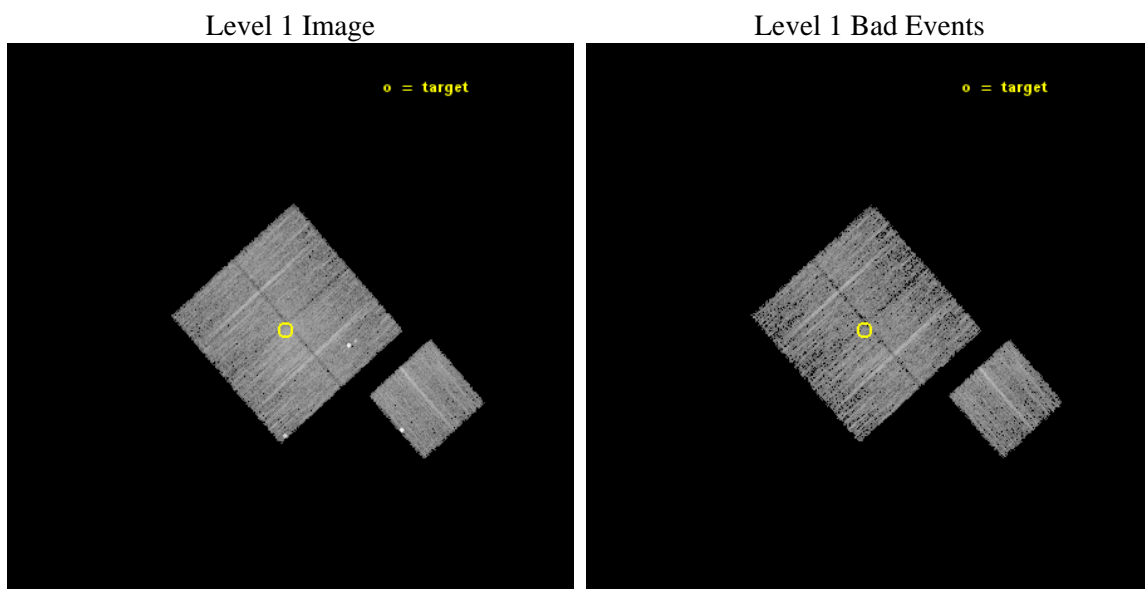 Level 1 Image
Level 1 Bad Events
o = target
o = target